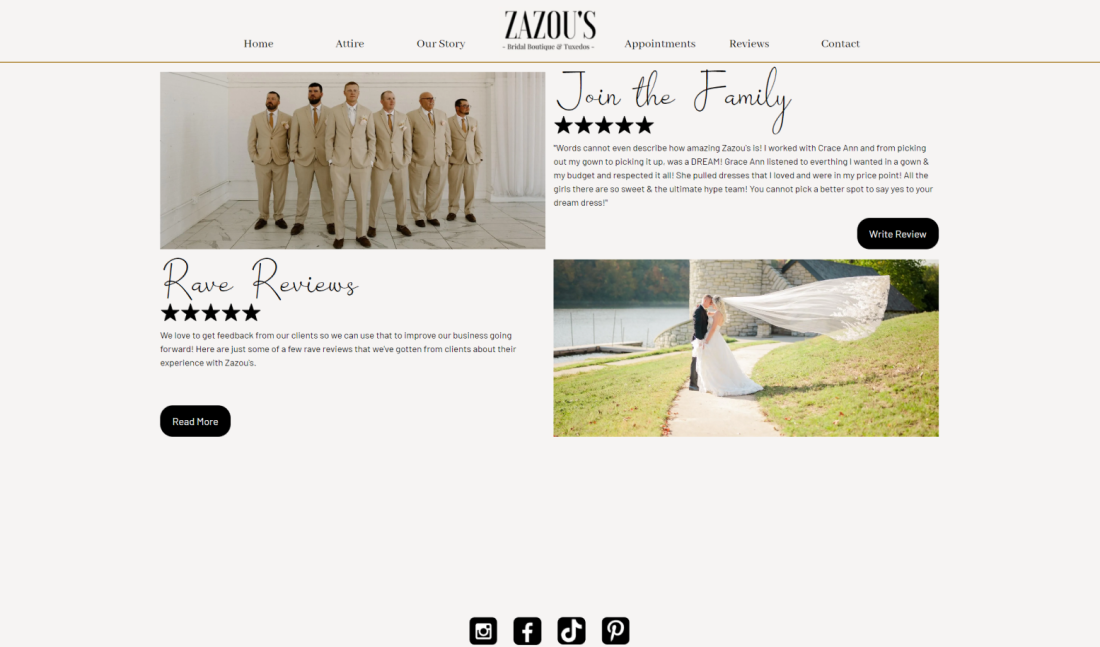 ZAZOU'S
- Bridal Boutique & Tuxedos -
Home Attire Our Story Appointments Reviews Contact
Join the Family
"Words cannot even describe how amazing Zazou's is! I worked with Crace Ann and from picking
out my gown to picking it up, was a DREAM! Grace Ann listened to everthing I wanted in a gown &
my budget and respected it all! She pulled dresses that I loved and were in my price point! All the
girls there are so sweet & the ultimate hype team! You cannot pick a better spot to say yes to your
dream dress!"
Write Review
Rave Reviews
We love to get feedback from our clients so we can use that to improve our business going
forward! Here are just some of a few rave reviews that we've gotten from clients about their
experience with Zazou's.
Read More